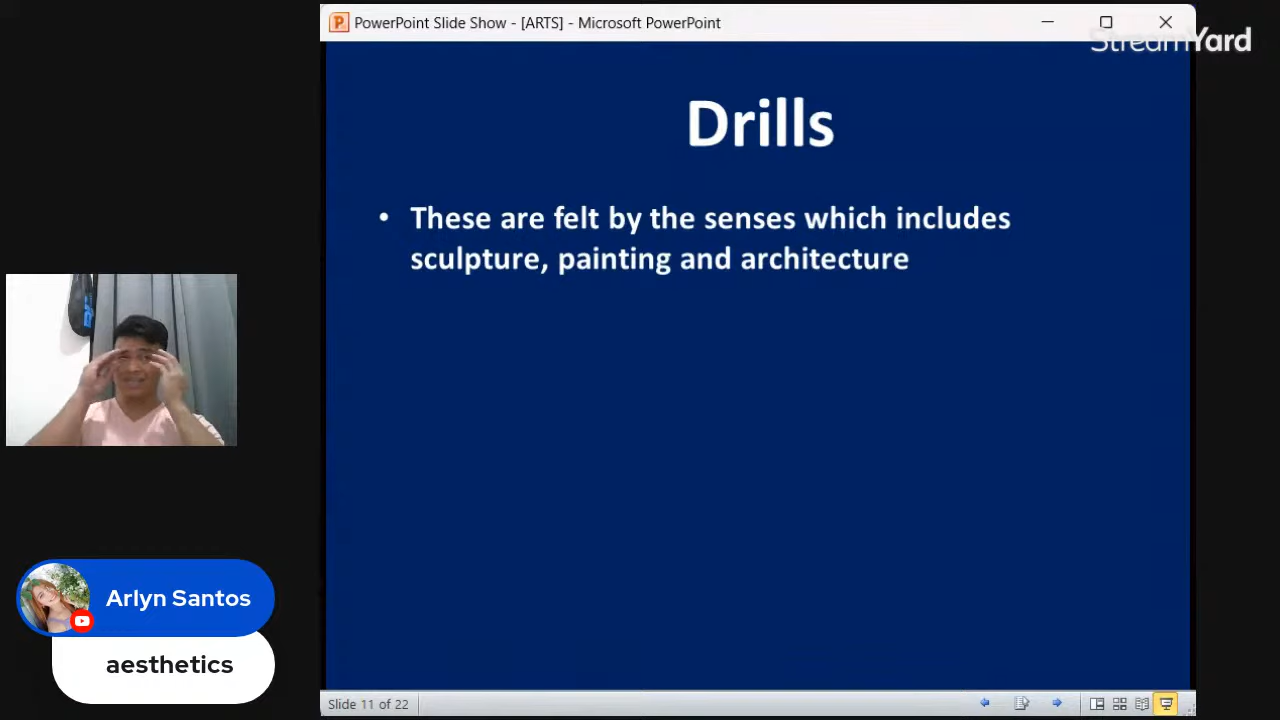 PowerPoint Slide Show - [ARTS] - Microsoft PowerPoint
StreamYard
Drills
• These are felt by the senses which includes
sculpture, painting and architecture
Arlyn Santos
aesthetics
Slide 11 of 22